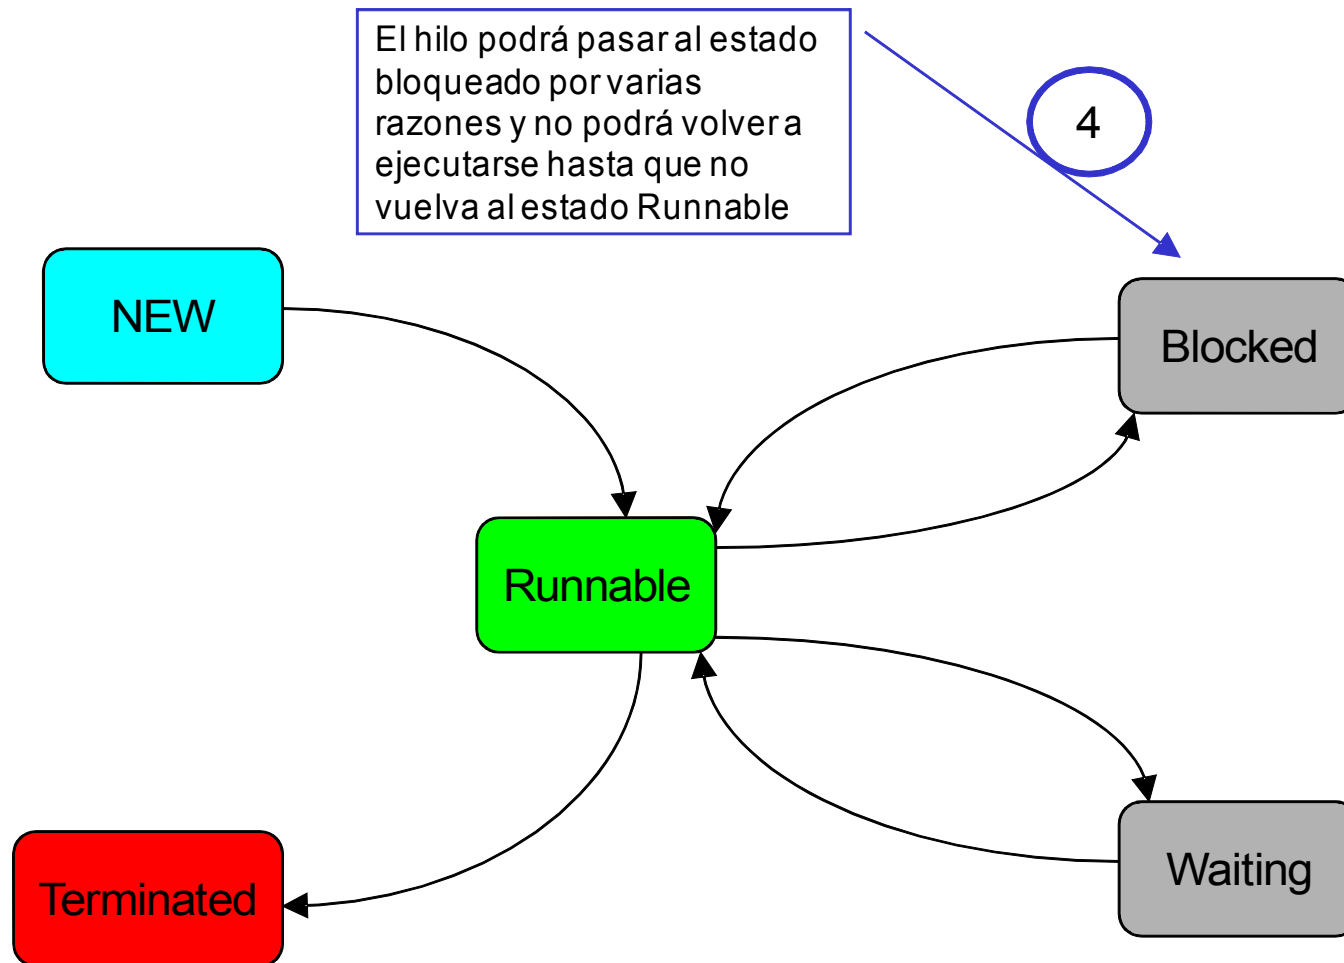 El hilo podrá pasar al estado
bloqueado por varias
razones y no podrá volver a
ejecutarse hasta que no
vuelva al estado Runnable
4
NEW
Blocked
Runnable
Waiting
Terminated